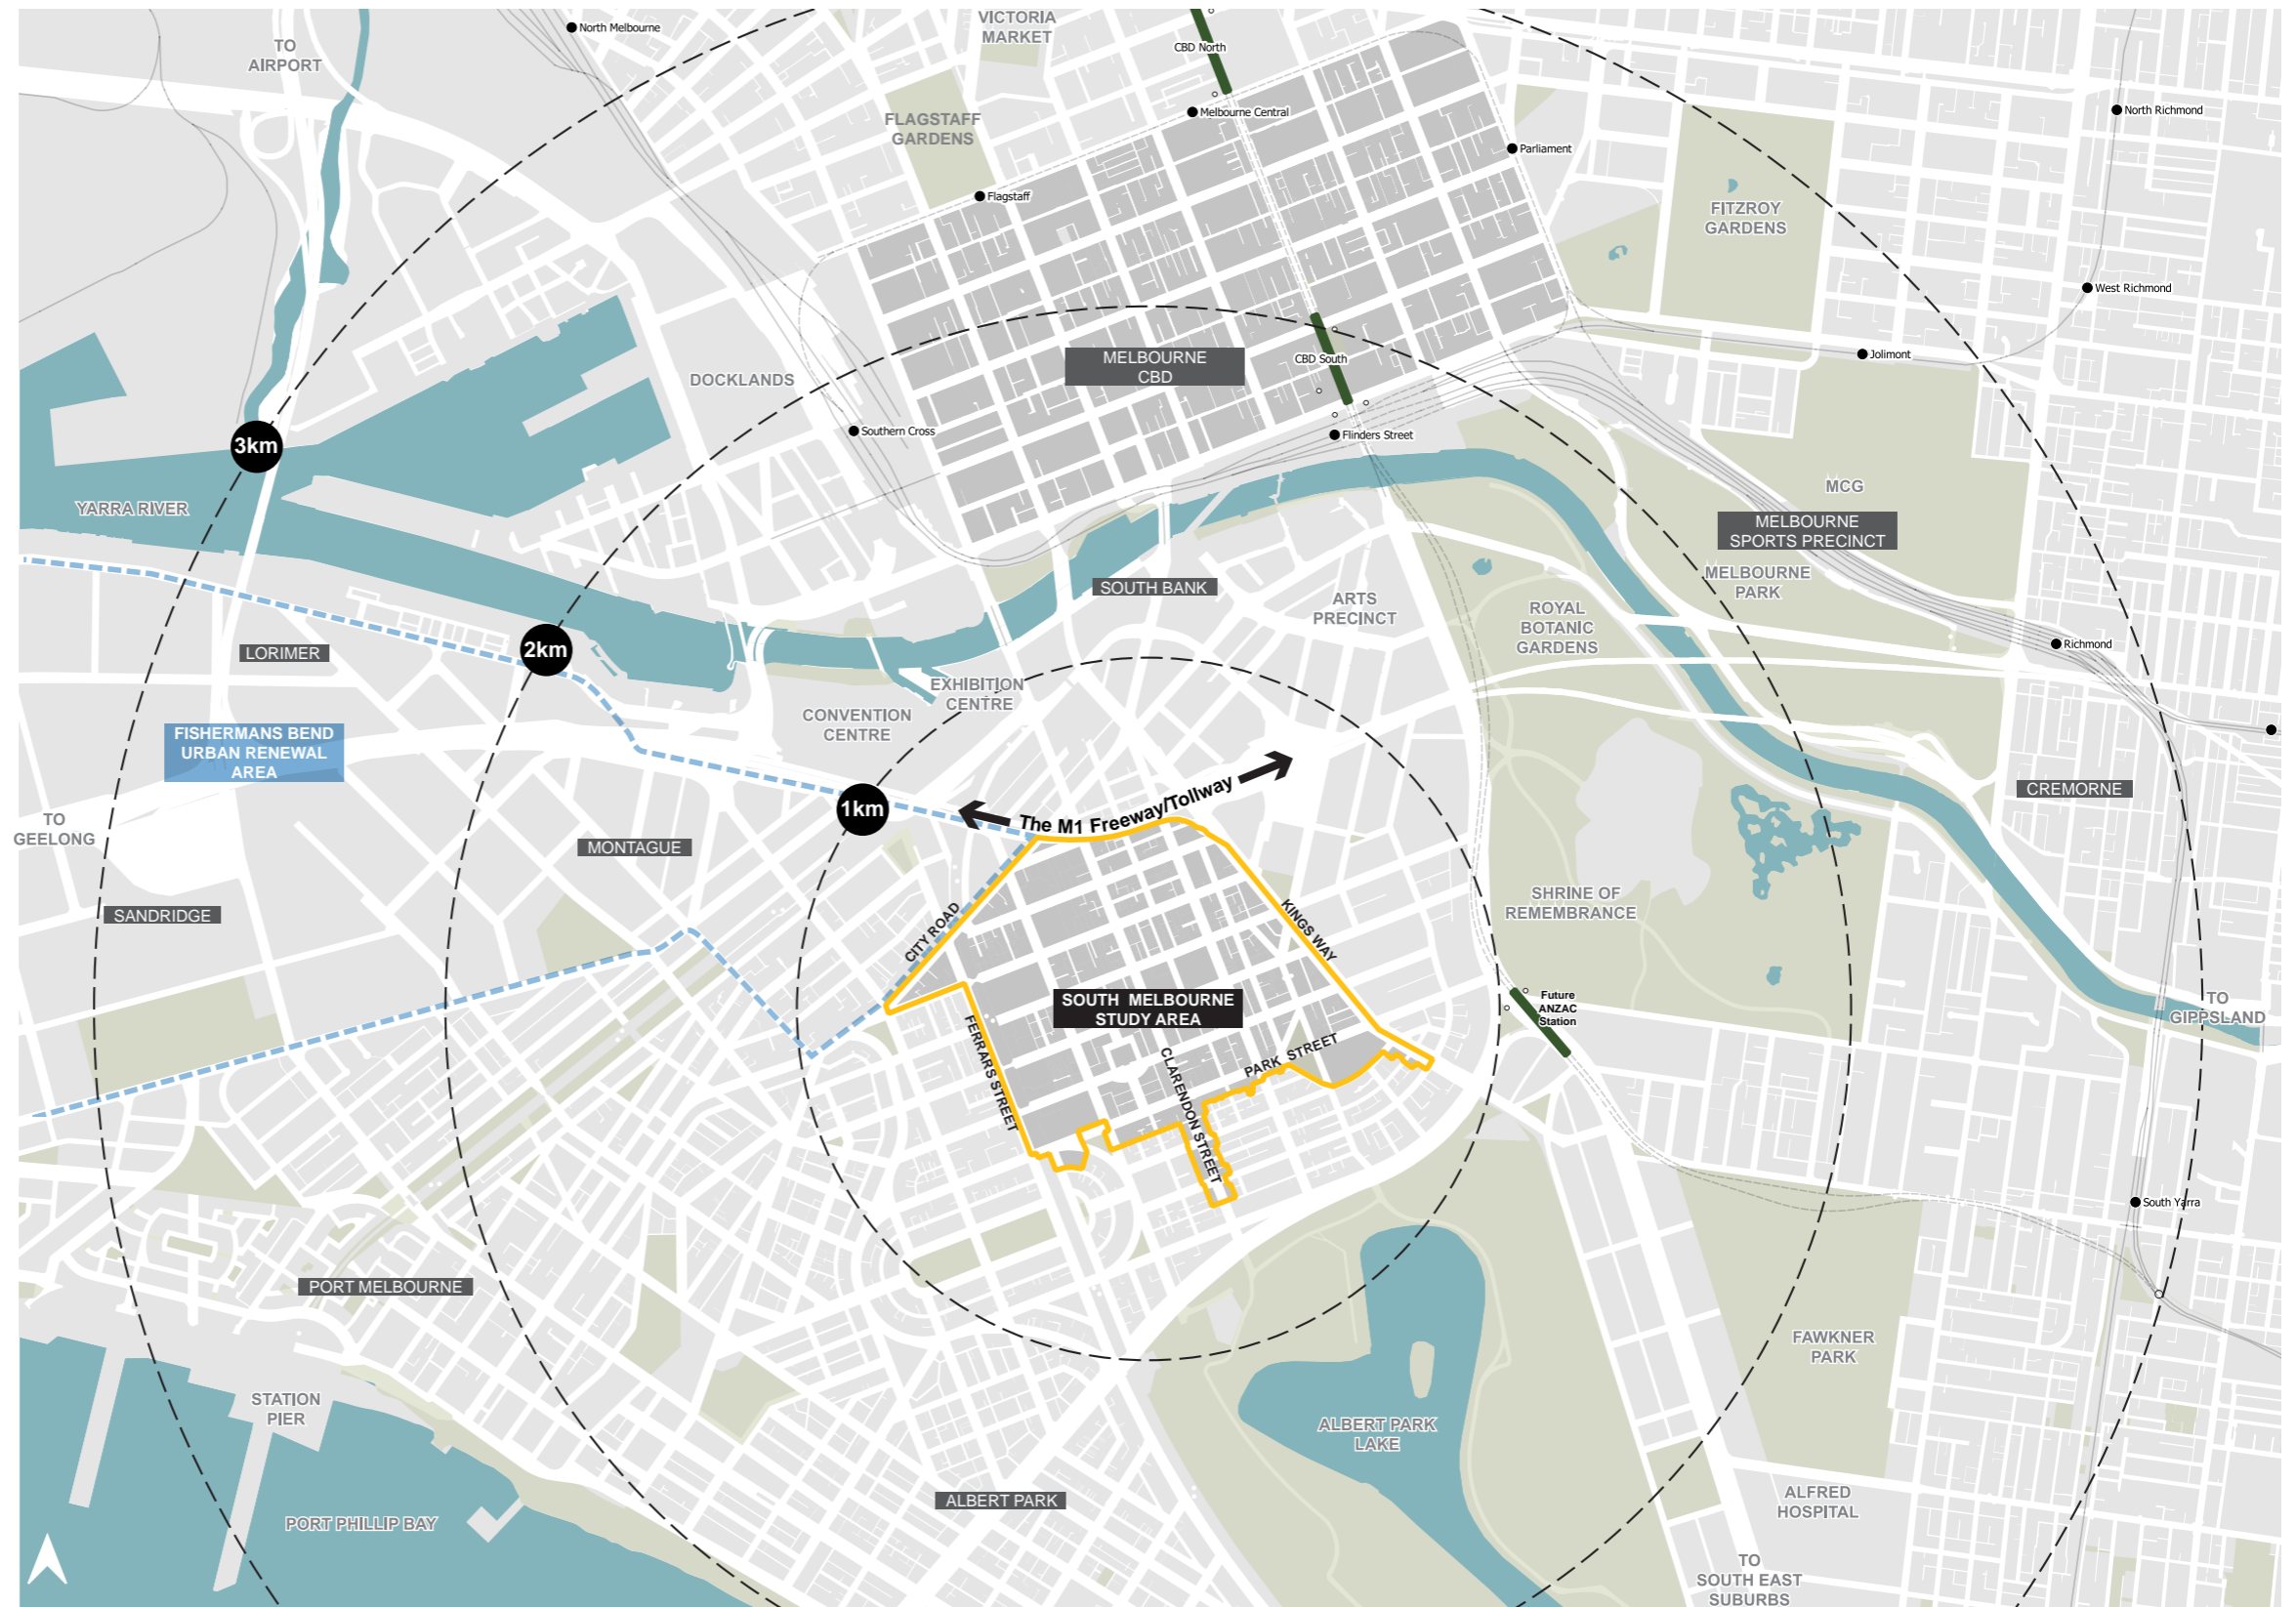 North Melbourne
VICTORIA
MARKET
CBD North
TO
AIRPORT
FLAGSTAFF
GARDENS
Melbourne Central
North Richmond
Parliament
Flagstaff
FITZROY
GARDENS
West Richmond
MELBOURNE
CBD
CBD South
Jolimont
DOCKLANDS
Southern Cross
Flinders Street
3km
YARRA RIVER
MCG
MELBOURNE
SPORTS PRECINCT
MELBOURNE
PARK
SOUTH BANK
ARTS
PRECINCT
ROYAL
BOTANIC
GARDENS
Richmond
LORIMER
2km
EXHIBITION
CENTRE
CONVENTION
CENTRE
FISHERMANS BEND
URBAN RENEWAL
AREA
The M1 Freeway/Tollway
1km
CREMORNE
TO
GEELONG
MONTAGUE
SANDRIDGE
CITY ROAD
KINGS WAY
SHRINE OF
REMEMBRANCE
SOUTH MELBOURNE
STUDY AREA
Future
ANZAC
Station
TO
GIPPSLAND
FERRARS STREET
CLARENDON STREET
PARK STREET
South Yarra
PORT MELBOURNE
FAWKNER
PARK
STATION
PIER
ALBERT PARK
LAKE
ALBERT PARK
ALFRED
HOSPITAL
PORT PHILLIP BAY
TO
SOUTH EAST
SUBURBS